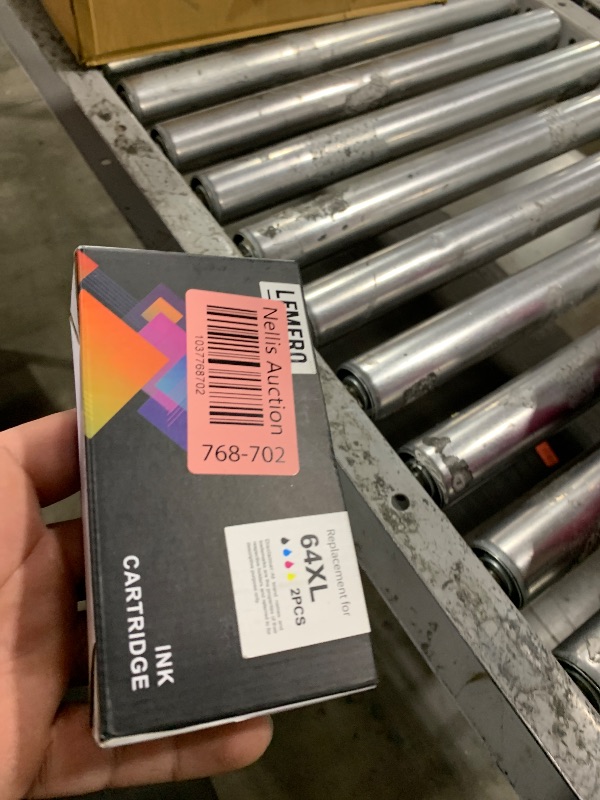 LEMERO
Nellis Auction
1037768702
768-702
Replacement for
64XL
2PCS
INK
CARTRIDGE